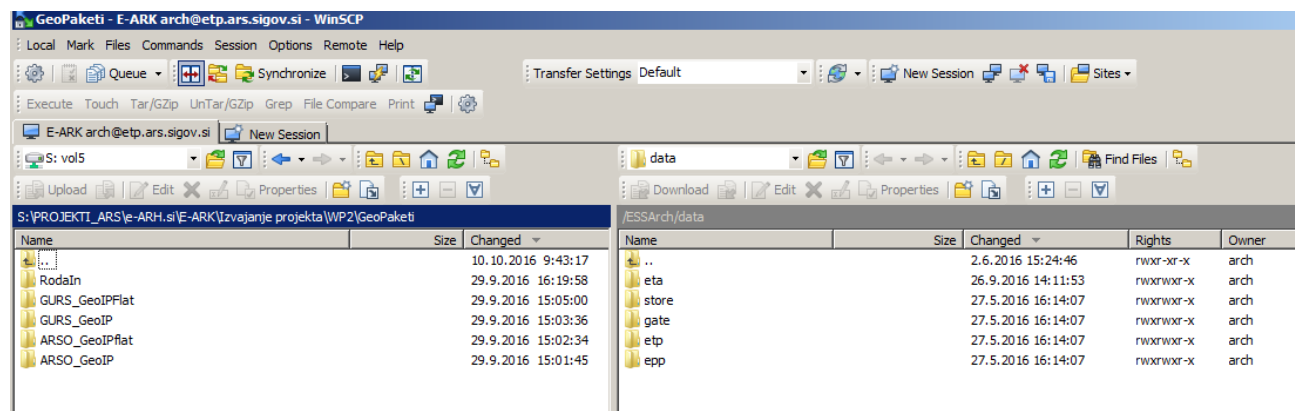 GeoPaketi - E-ARK arch@etp.ars.sigov.si - WinSCP
Local Mark Files Commands Session Options Remote Help
Queue Synchronize Transfer Settings Default New Session Sites
Execute Touch Tar/GZip UnTar/GZip Grep File Compare Print
E-ARK arch@etp.ars.sigov.si New Session
S: vol5 data Find Files
Upload Edit Properties Download Edit Properties
S:\PROJEKTI_ARS\e-ARH.si\E-ARK\Izvajanje projekta\WP2\GeoPaketi /ESSArch/data
Name Size Changed Name Size Changed Rights Owner
.. 10.10.2016 9:43:17 .. 2.6.2016 15:24:46 rwxr-xr-x arch
RodaIn 29.9.2016 16:19:58 eta 26.9.2016 14:11:53 rwxrwxr-x arch
GURS_GeoIPFlat 29.9.2016 15:05:00 store 27.5.2016 16:14:07 rwxrwxr-x arch
GURS_GeoIP 29.9.2016 15:03:36 gate 27.5.2016 16:14:07 rwxrwxr-x arch
ARSO_GeoIPflat 29.9.2016 15:02:34 etp 27.5.2016 16:14:07 rwxrwxr-x arch
ARSO_GeoIP 29.9.2016 15:01:45 epp 27.5.2016 16:14:07 rwxrwxr-x arch